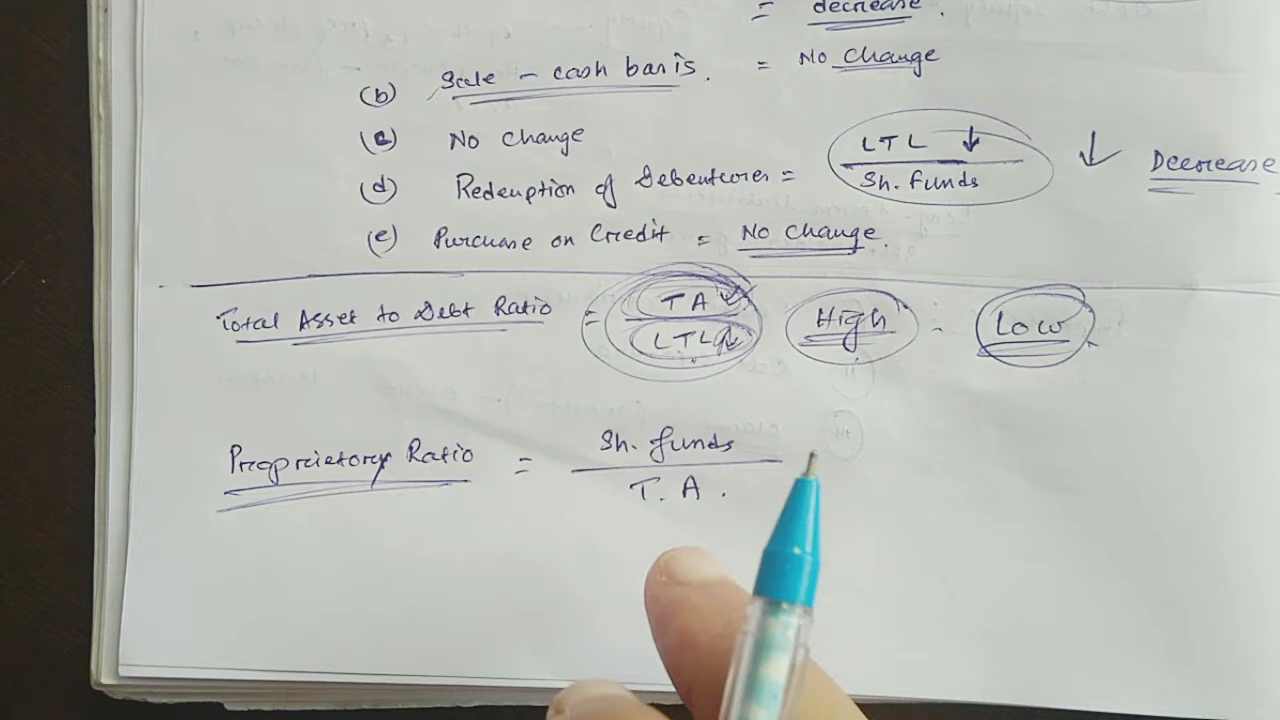 = decrease.
(b) Sale - cash basis. = No change
(c) No change
(d) Redemption of Debentures = LTL ↓ / Sh. funds ↓ Decrease
(e) Purchase on Credit = No change.
Total Asset to Debt Ratio = TA / LTL High - Low
Proprietory Ratio = Sh. funds / T.A.